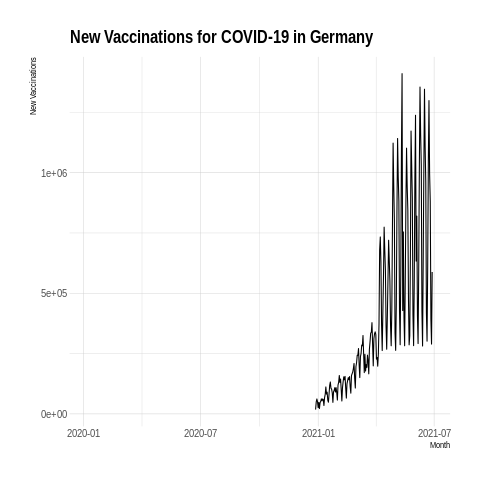 New Vaccinations for COVID-19 in Germany
New Vaccinations
1e+06
5e+05
0e+00
2020-01 2020-07 2021-01 2021-07
Month